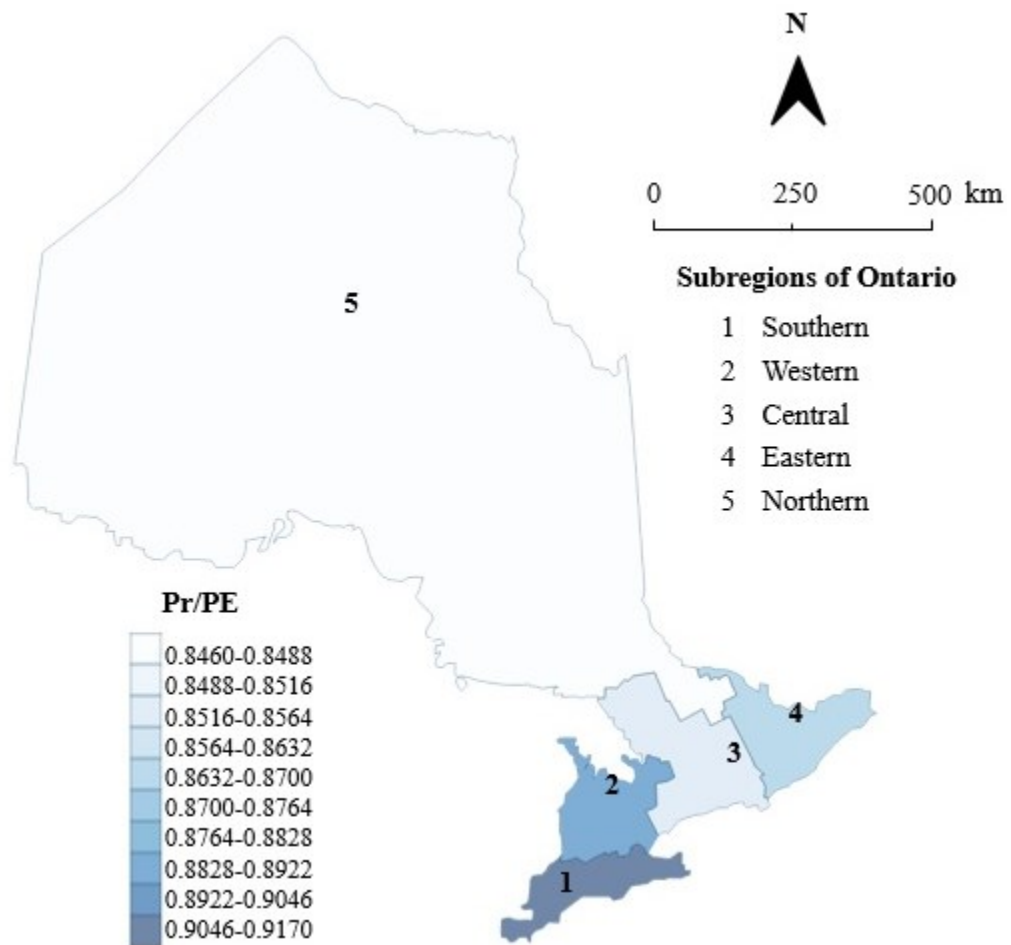 N
0 250 500 km
Subregions of Ontario
1 Southern
2 Western
3 Central
4 Eastern
5 Northern
5
Pr/PE
0.8460-0.8488
0.8488-0.8516
0.8516-0.8564
0.8564-0.8632
0.8632-0.8700
0.8700-0.8764
0.8764-0.8828
0.8828-0.8922
0.8922-0.9046
0.9046-0.9170
4
3
2
1